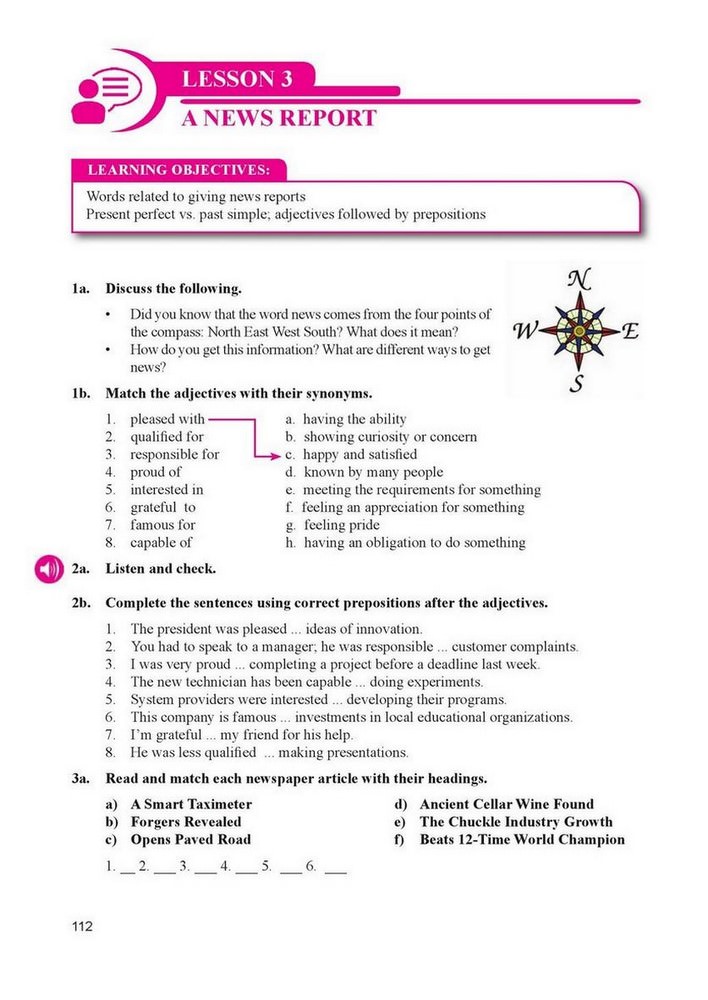 LESSON 3
A NEWS REPORT
LEARNING OBJECTIVES:
Words related to giving news reports
Present perfect vs. past simple; adjectives followed by prepositions
1a. Discuss the following.
• Did you know that the word news comes from the four points of
the compass: North East West South? What does it mean?
• How do you get this information? What are different ways to get
news?
N
W E
S
1b. Match the adjectives with their synonyms.
1. pleased with a. having the ability
2. qualified for b. showing curiosity or concern
3. responsible for c. happy and satisfied
4. proud of d. known by many people
5. interested in e. meeting the requirements for something
6. grateful to f. feeling an appreciation for something
7. famous for g. feeling pride
8. capable of h. having an obligation to do something
2a. Listen and check.
2b. Complete the sentences using correct prepositions after the adjectives.
1. The president was pleased ... ideas of innovation.
2. You had to speak to a manager; he was responsible ... customer complaints.
3. I was very proud ... completing a project before a deadline last week.
4. The new technician has been capable ... doing experiments.
5. System providers were interested ... developing their programs.
6. This company is famous ... investments in local educational organizations.
7. I’m grateful ... my friend for his help.
8. He was less qualified ... making presentations.
3a. Read and match each newspaper article with their headings.
a) A Smart Taximeter d) Ancient Cellar Wine Found
b) Forgers Revealed e) The Chuckle Industry Growth
c) Opens Paved Road f) Beats 12-Time World Champion
1. __ 2. ___ 3. ___ 4. ___ 5. ___ 6. ___
112